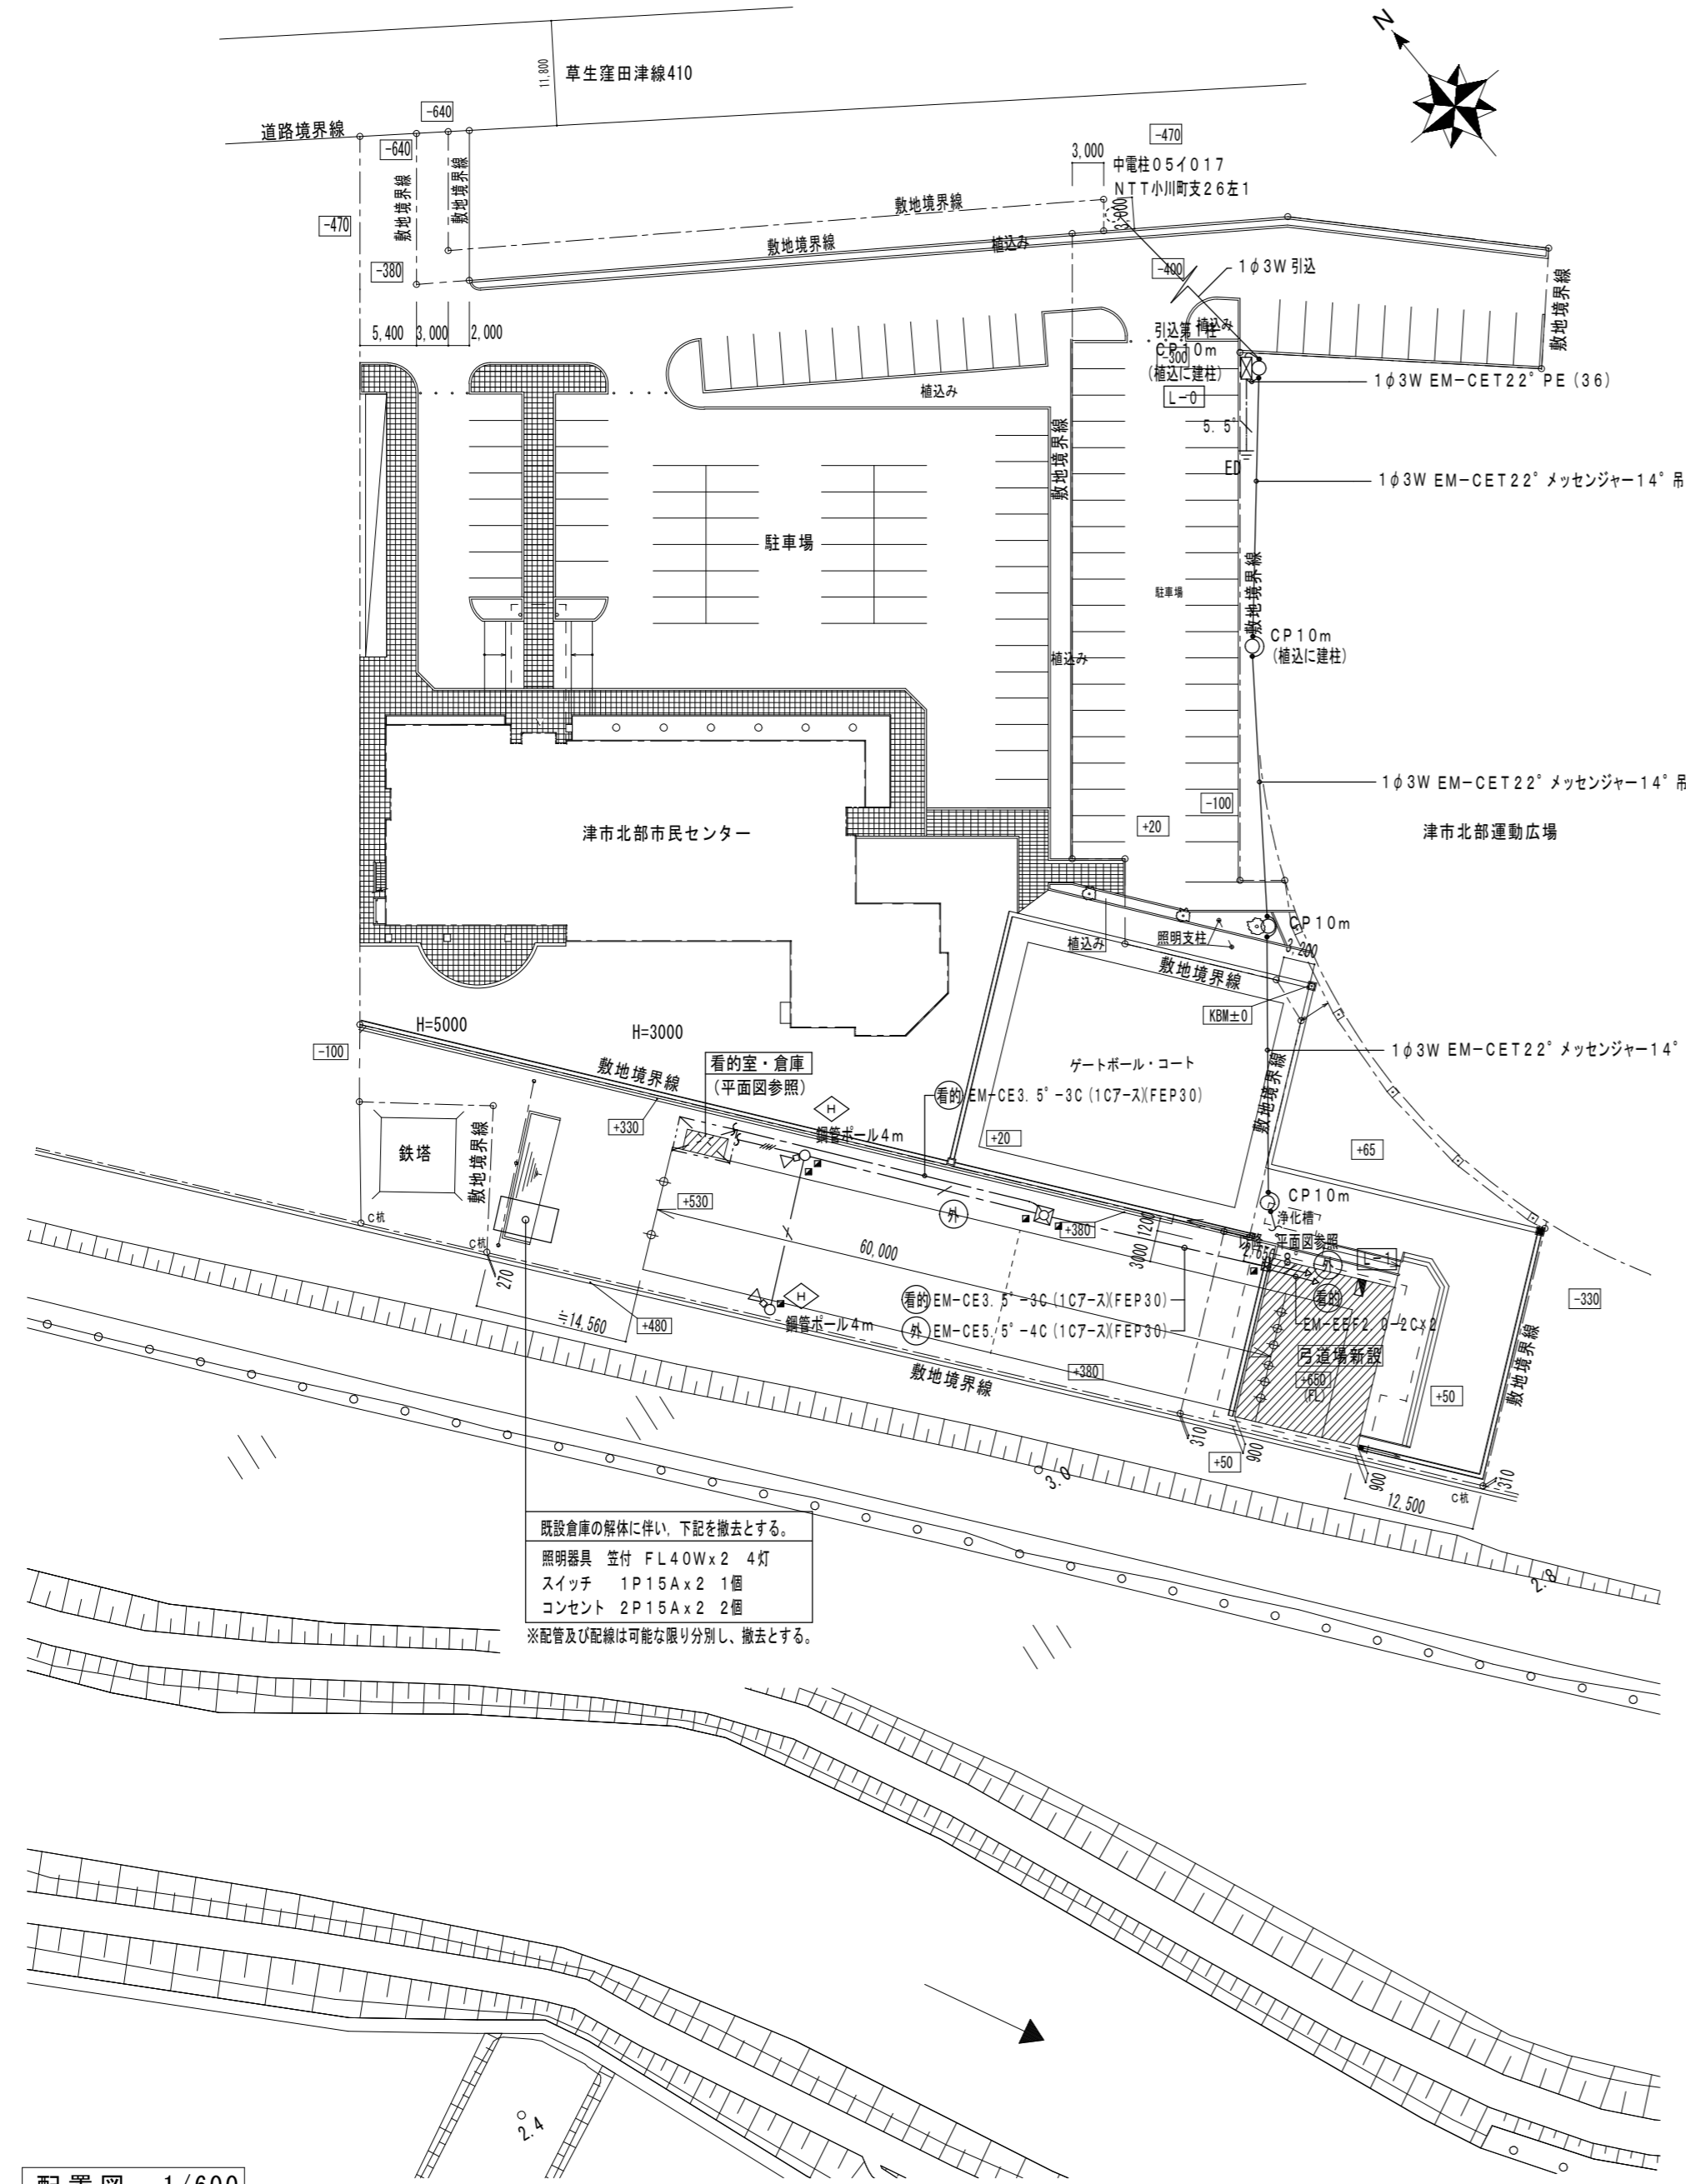 N
11,800
草生窪田津線410
道路境界線
-640
-640
-470
敷地境界線
敷地境界線
-380
5,400
3,000
2,000
敷地境界線
敷地境界線
植込み
3,000
-470
中電柱05イ017
NTT小川町支26左1
3,000
-400
1φ3W 引込
敷地境界線
植込み
引込第1柱
CP10m
-300
(植込に建柱)
L-0
5.5°
ED
1φ3W EM-CET22° PE(36)
植込み
敷地境界線
1φ3W EM-CET22° メッセンジャー14° 吊
駐車場
駐車場
敷地境界線
CP10m
(植込に建柱)
植込み
1φ3W EM-CET22° メッセンジャー14° 吊
-100
+20
津市北部市民センター
津市北部運動広場
CP10m
3,200
植込み
照明支柱
敷地境界線
KBM±0
H=5000
H=3000
-100
敷地境界線
看的室・倉庫
(平面図参照)
ゲートボール・コート
1φ3W EM-CET22° メッセンジャー14°
看的 EM-CE3.5°-3C(1Cアース)(FEP30)
H
鋼管ポール4m
+330
+20
敷地境界線
+65
鉄塔
敷地境界線
C杭
C杭
+530
外
+380
1200
3000
CP10m
浄化槽
平面図参照
2,650
8°
外
L-1
60,000
270
≒14,560
+480
H
鋼管ポール4m
看的 EM-CE3.5°-3C(1Cアース)(FEP30)
外 EM-CE5.5°-4C(1Cアース)(FEP30)
看的
EM-EEF2.0-2C×2
弓道場新設
+650
(FL)
-330
敷地境界線
+380
敷地境界線
+50
310
+50
900
900
12,500
C杭
310
3.0
2.8
既設倉庫の解体に伴い、下記を撤去とする。
照明器具 笠付 FL40Wx2 4灯
スイッチ 1P15Ax2 1個
コンセント 2P15Ax2 2個
※配管及び配線は可能な限り分別し、撤去とする。
2.4
配置図 1/600